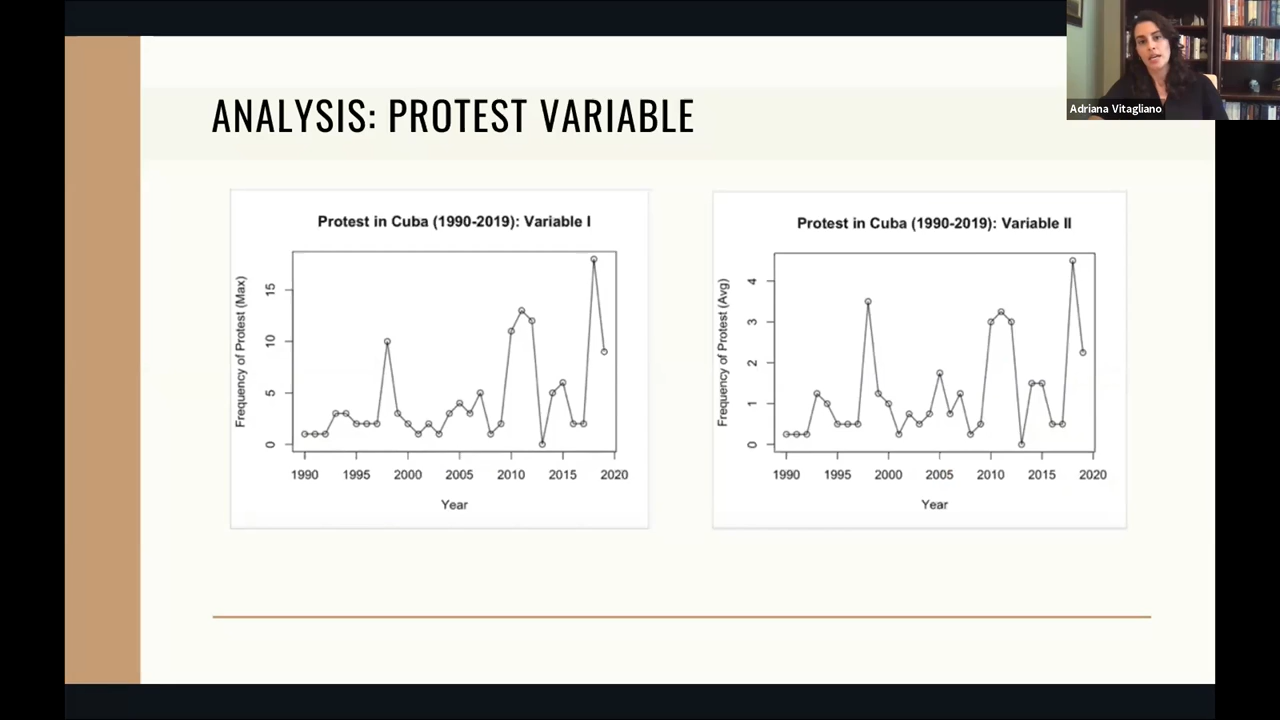 Adriana Vitagliano
ANALYSIS: PROTEST VARIABLE
Protest in Cuba (1990-2019): Variable I
Frequency of Protest (Max)
15
10
5
0
1990 1995 2000 2005 2010 2015 2020
Year
Protest in Cuba (1990-2019): Variable II
Frequency of Protest (Avg)
4
3
2
1
0
1990 1995 2000 2005 2010 2015 2020
Year